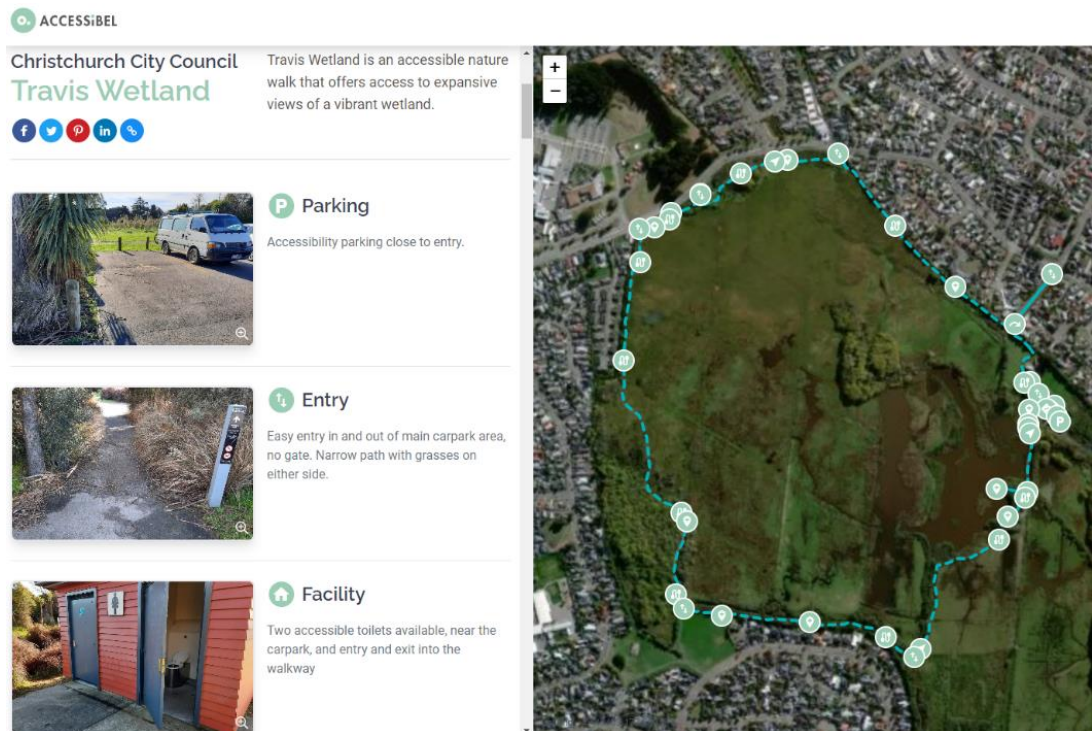 ACCESSiBEL
Christchurch City Council
Travis Wetland
Travis Wetland is an accessible nature
walk that offers access to expansive
views of a vibrant wetland.
P Parking
Accessibility parking close to entry.
Entry
Easy entry in and out of main carpark area,
no gate. Narrow path with grasses on
either side.
Facility
Two accessible toilets available, near the
carpark, and entry and exit into the
walkway
+
−
P